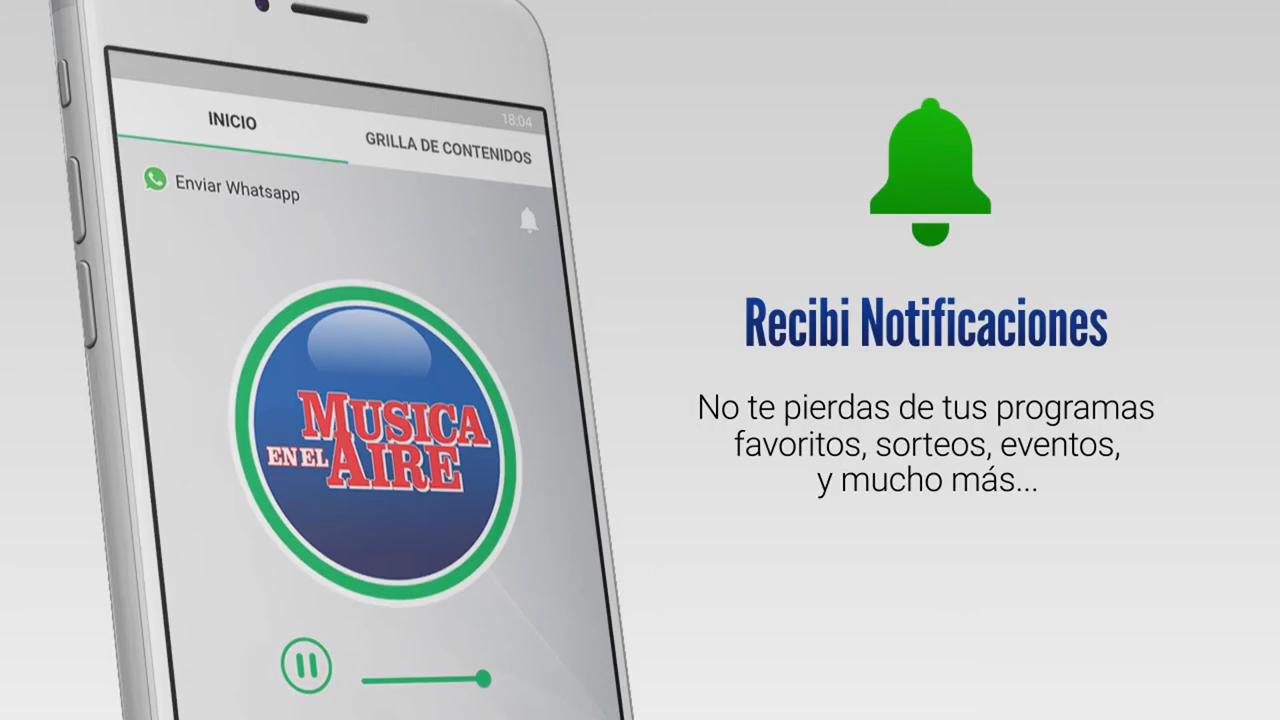 18:04
INICIO
GRILLA DE CONTENIDOS
Enviar Whatsapp
MUSICA
EN EL AIRE
Recibi Notificaciones
No te pierdas de tus programas
favoritos, sorteos, eventos,
y mucho más...